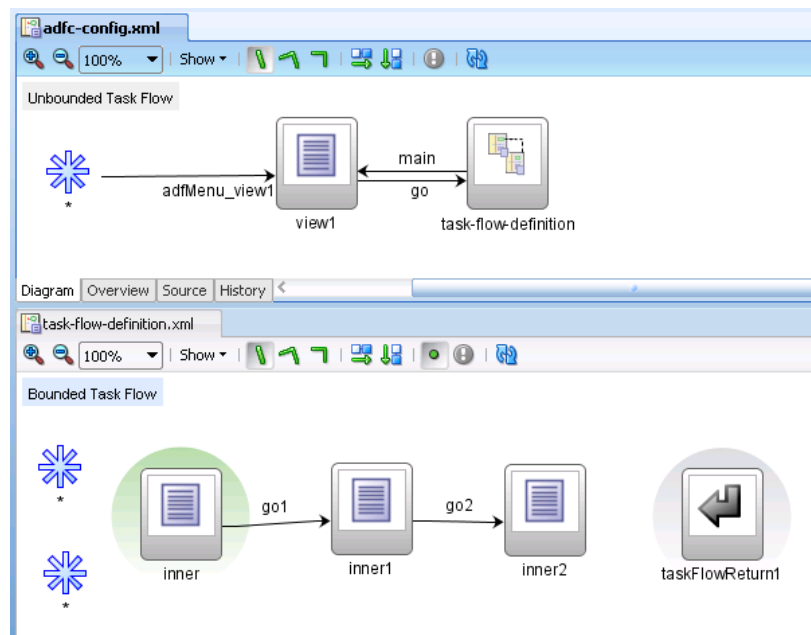 adfc-config.xml
100% Show
Unbounded Task Flow
main
adfMenu_view1 go
* view1 task-flow-definition
Diagram Overview Source History <
task-flow-definition.xml
100% Show
Bounded Task Flow
* go1 go2
inner inner1 inner2 taskFlowReturn1
*